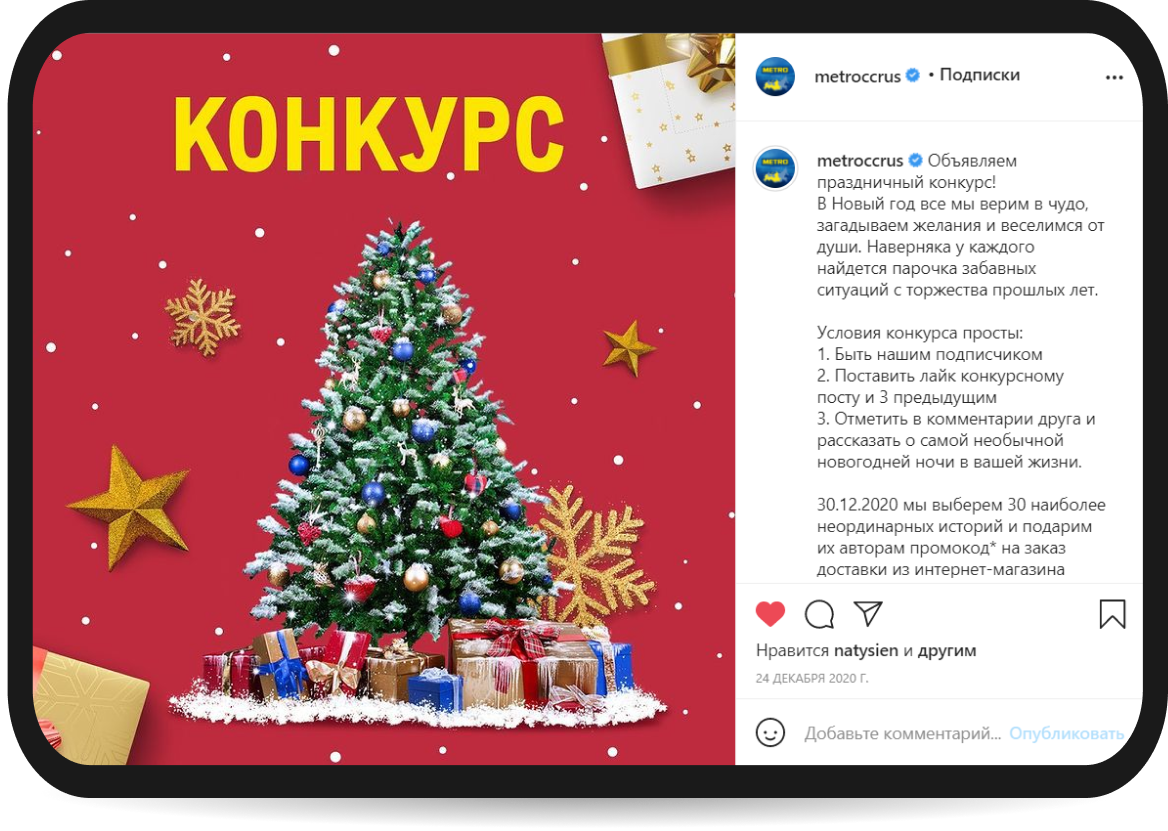 КОНКУРС
METRO
metroccrus • Подписки
METRO
metroccrus Объявляем
праздничный конкурс!
В Новый год все мы верим в чудо,
загадываем желания и веселимся от
души. Наверняка у каждого
найдется парочка забавных
ситуаций с торжества прошлых лет.
Условия конкурса просты:
1. Быть нашим подписчиком
2. Поставить лайк конкурсному
посту и 3 предыдущим
3. Отметить в комментарии друга и
рассказать о самой необычной
новогодней ночи в вашей жизни.
30.12.2020 мы выберем 30 наиболее
неординарных историй и подарим
их авторам промокод* на заказ
доставки из интернет-магазина
Нравится natysien и другим
24 ДЕКАБРЯ 2020 Г.
Добавьте комментарий... Опубликовать